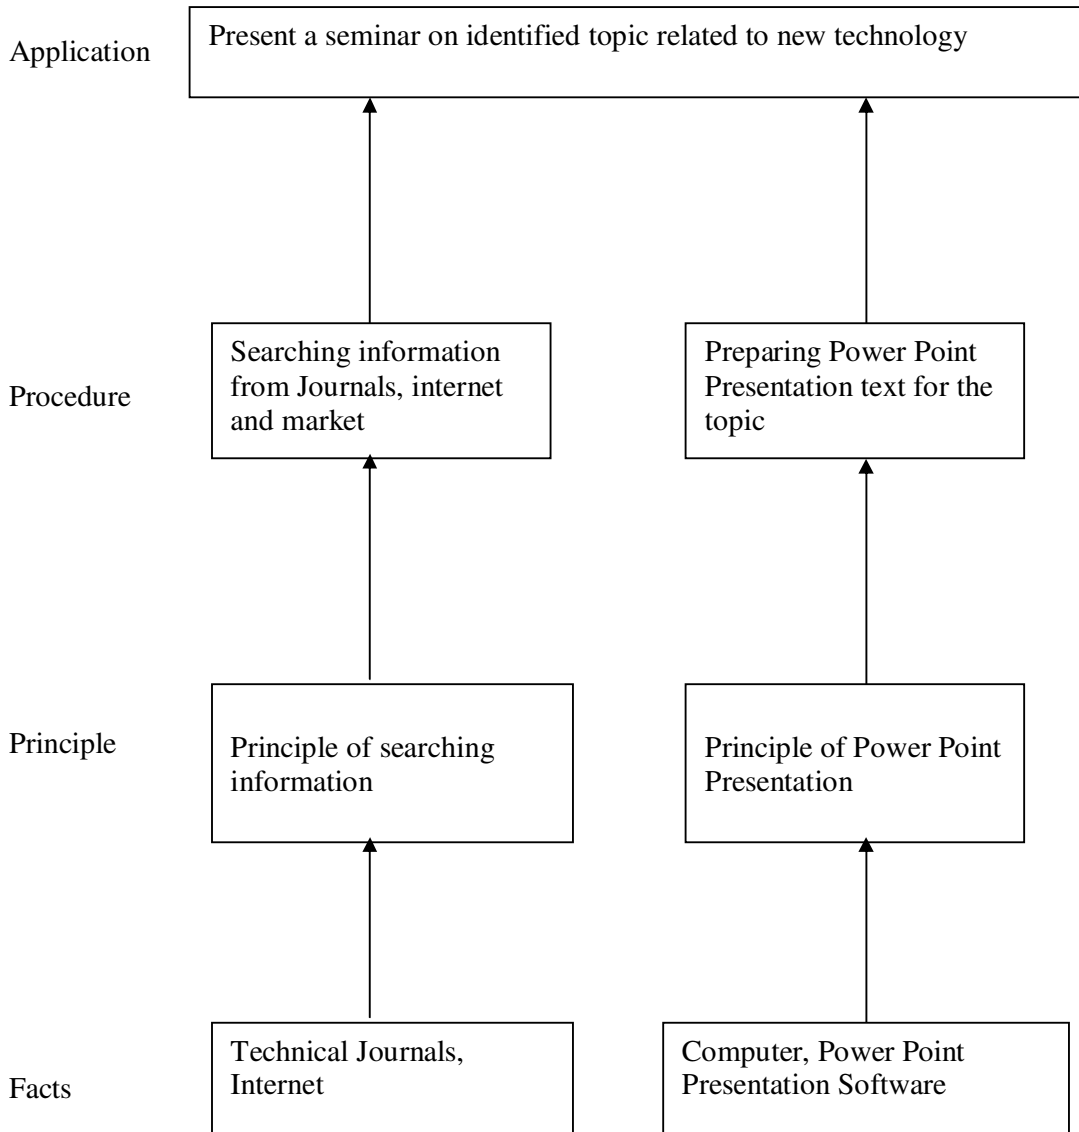 Application
Present a seminar on identified topic related to new technology
Procedure
Searching information
from Journals, internet
and market
Preparing Power Point
Presentation text for the
topic
Principle
Principle of searching
information
Principle of Power Point
Presentation
Facts
Technical Journals,
Internet
Computer, Power Point
Presentation Software